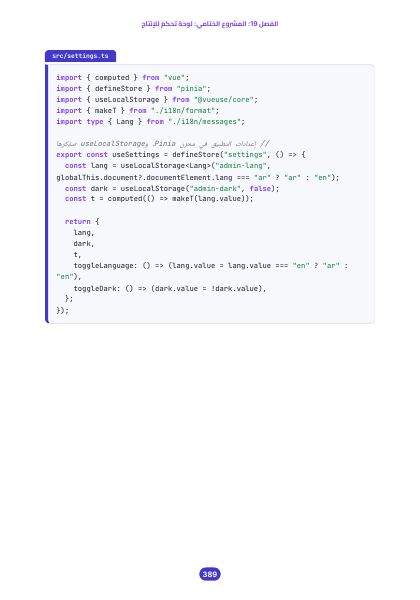 الفصل 19: المشروع الختامي: لوحة تحكم للإنتاج
src/settings.ts
import { computed } from "vue";
import { defineStore } from "pinia";
import { useLocalStorage } from "@vueuse/core";
import { makeT } from "./i18n/format";
import type { Lang } from "./i18n/messages";
// إعدادات التطبيق في مخزن Pinia، وuseLocalStorage ستذكرها
export const useSettings = defineStore("settings", () => {
  const lang = useLocalStorage<Lang>("admin-lang",
globalThis.document?.documentElement.lang === "ar" ? "ar" : "en");
  const dark = useLocalStorage("admin-dark", false);
  const t = computed(() => makeT(lang.value));
  return {
    lang,
    dark,
    t,
    toggleLanguage: () => (lang.value = lang.value === "en" ? "ar" :
"en"),
    toggleDark: () => (dark.value = !dark.value),
  };
});
389